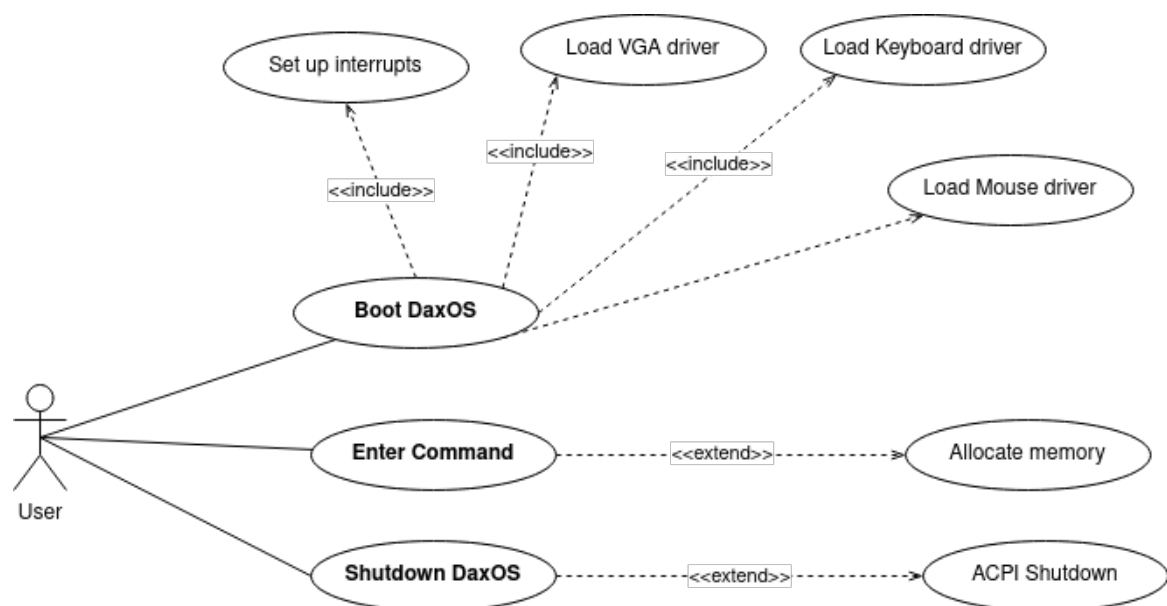 Load VGA driver
Load Keyboard driver
Set up interrupts
<<include>>
<<include>>
<<include>>
Load Mouse driver
Boot DaxOS
Enter Command
<<extend>>
Allocate memory
User
Shutdown DaxOS
<<extend>>
ACPI Shutdown